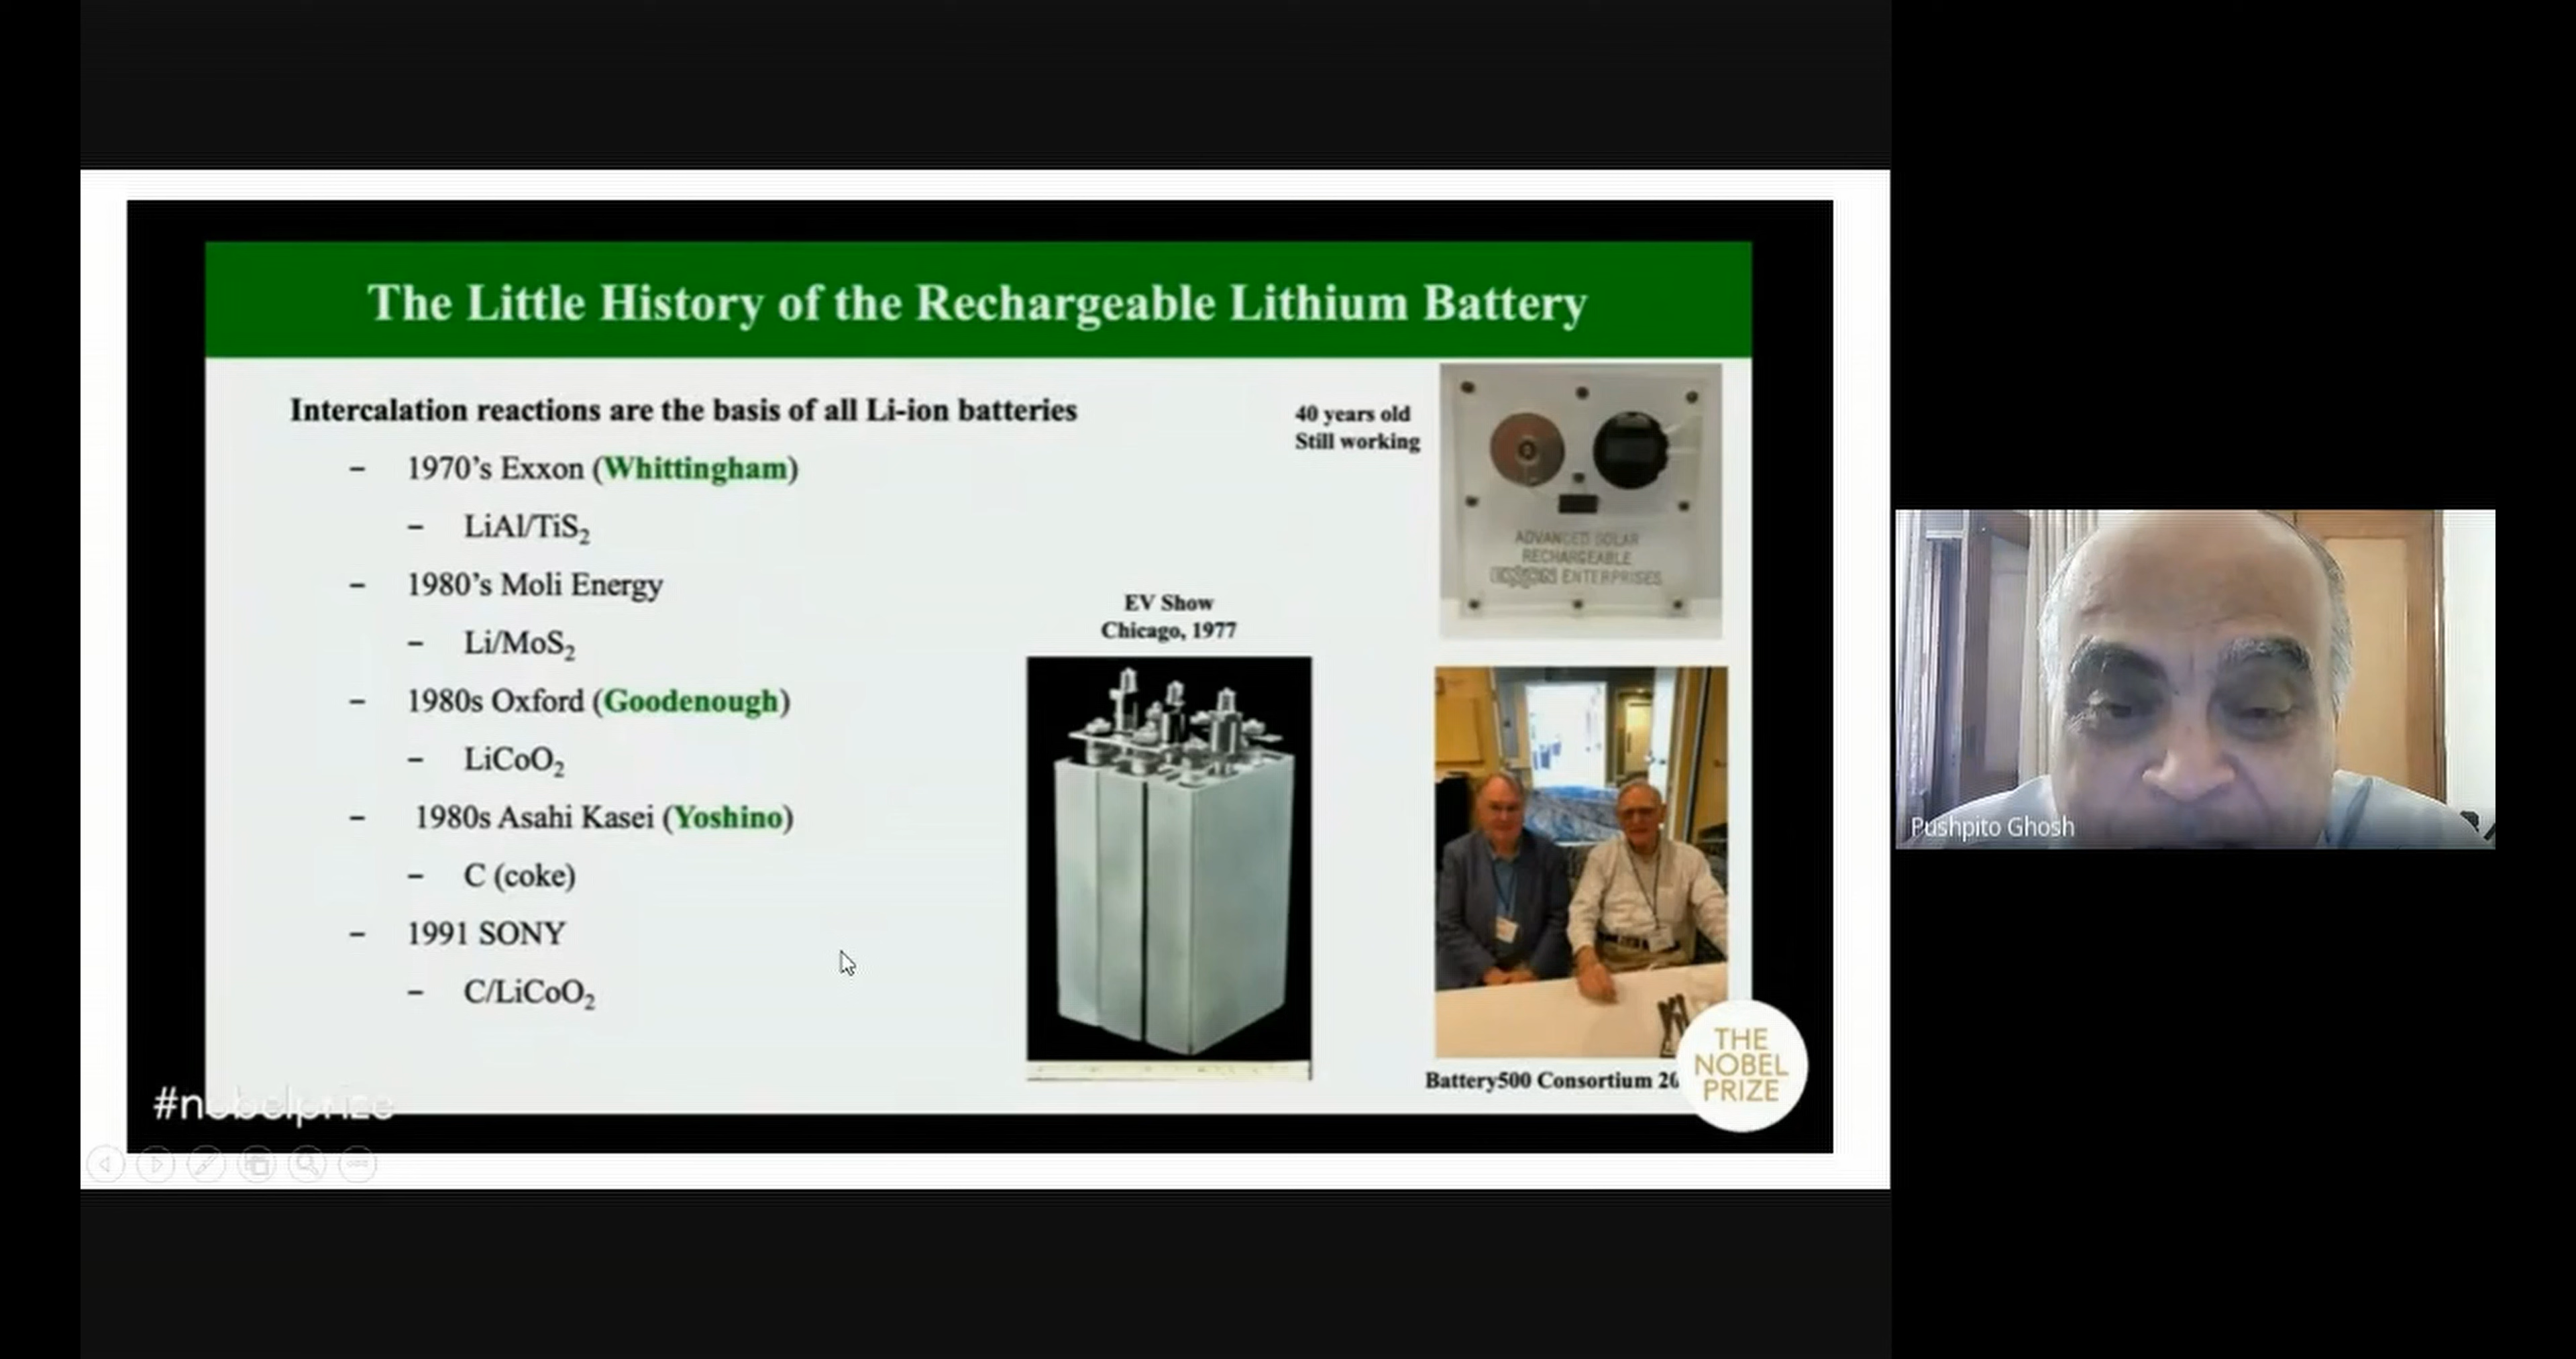 The Little History of the Rechargeable Lithium Battery
Intercalation reactions are the basis of all Li-ion batteries
– 1970’s Exxon (Whittingham)
– LiAl/TiS₂
– 1980’s Moli Energy
– Li/MoS₂
– 1980s Oxford (Goodenough)
– LiCoO₂
– 1980s Asahi Kasei (Yoshino)
– C (coke)
– 1991 SONY
– C/LiCoO₂
40 years old
Still working
ADVANCED SOLAR
RECHARGEABLE
EXXON ENTERPRISES
EV Show
Chicago, 1977
Battery500 Consortium
THE
NOBEL
PRIZE
#nobelprize
Pushpito Ghosh